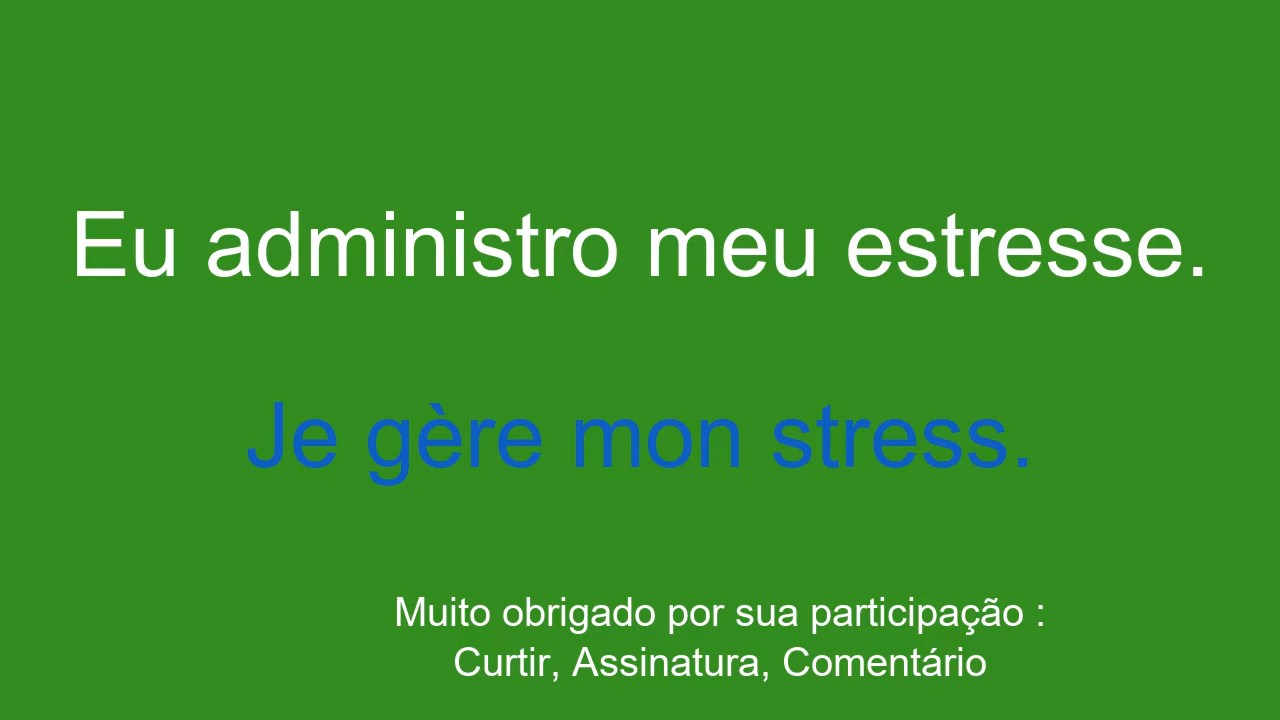 Eu administro meu estresse.
Je gère mon stress.
Muito obrigado por sua participação :
Curtir, Assinatura, Comentário